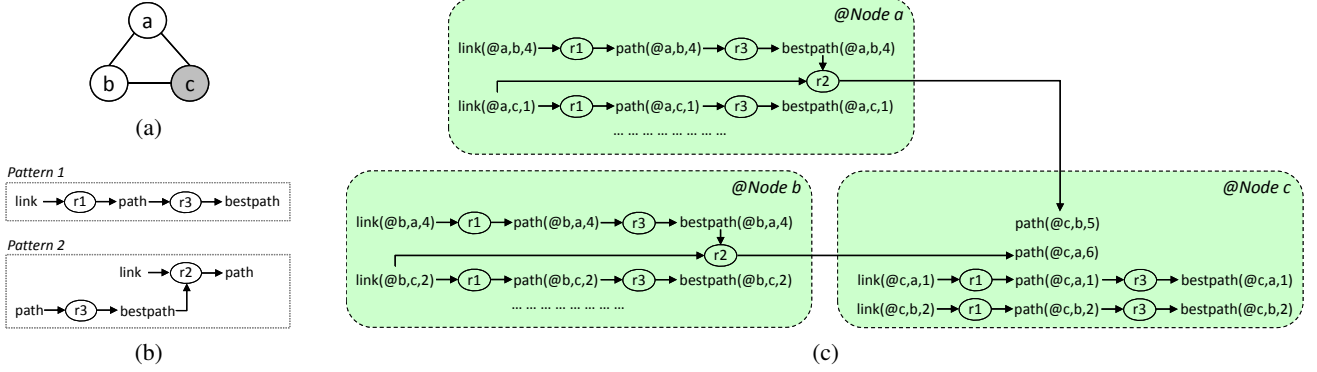 a
b
c
(a)
Pattern 1
link r1 path r3 bestpath
Pattern 2
link r2 path
path r3 bestpath
(b)
@Node a
link(@a,b,4) r1 path(@a,b,4) r3 bestpath(@a,b,4)
r2
link(@a,c,1) r1 path(@a,c,1) r3 bestpath(@a,c,1)
... ... ... ... ... ... ... ...
@Node b
link(@b,a,4) r1 path(@b,a,4) r3 bestpath(@b,a,4)
r2
link(@b,c,2) r1 path(@b,c,2) r3 bestpath(@b,c,2)
... ... ... ... ... ... ... ...
@Node c
path(@c,b,5)
path(@c,a,6)
link(@c,a,1) r1 path(@c,a,1) r3 bestpath(@c,a,1)
link(@c,b,2) r1 path(@c,b,2) r3 bestpath(@c,b,2)
(c)